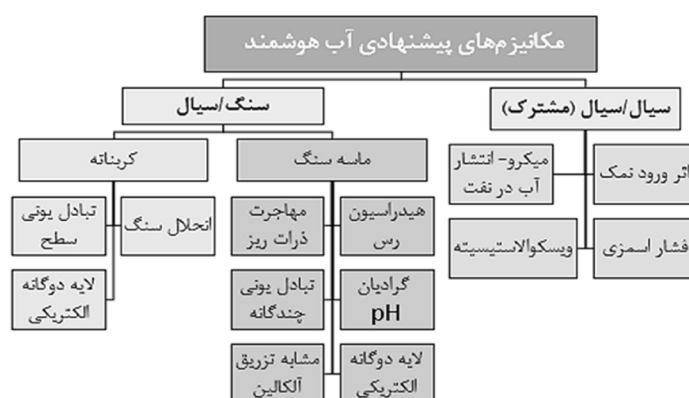 مکانیزم‌های پیشنهادی آب هوشمند
سیال/سیال (مشترک)
سنگ/سیال
اثر ورود نمک
میکرو- انتشار
آب در نفت
فشار اسمزی
ویسکوالاستیسیته
ماسه سنگ
کربناته
هیدراسیون
رس
مهاجرت
ذرات ریز
گرادیان
pH
تبادل یونی
چندگانه
لایه دوگانه
الکتریکی
مشابه تزریق
آلکالین
انحلال سنگ
تبادل یونی
سطح
لایه دوگانه
الکتریکی